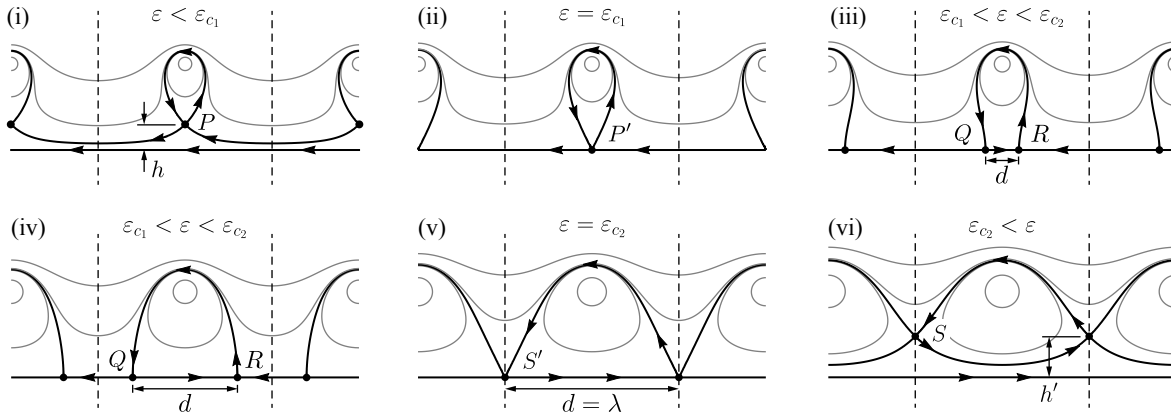 (i) ε < ε_{c_1}
(ii) ε = ε_{c_1}
(iii) ε_{c_1} < ε < ε_{c_2}
P
h
P′
Q R
d
(iv) ε_{c_1} < ε < ε_{c_2}
(v) ε = ε_{c_2}
(vi) ε_{c_2} < ε
Q R
d
S′
d = λ
S
h′